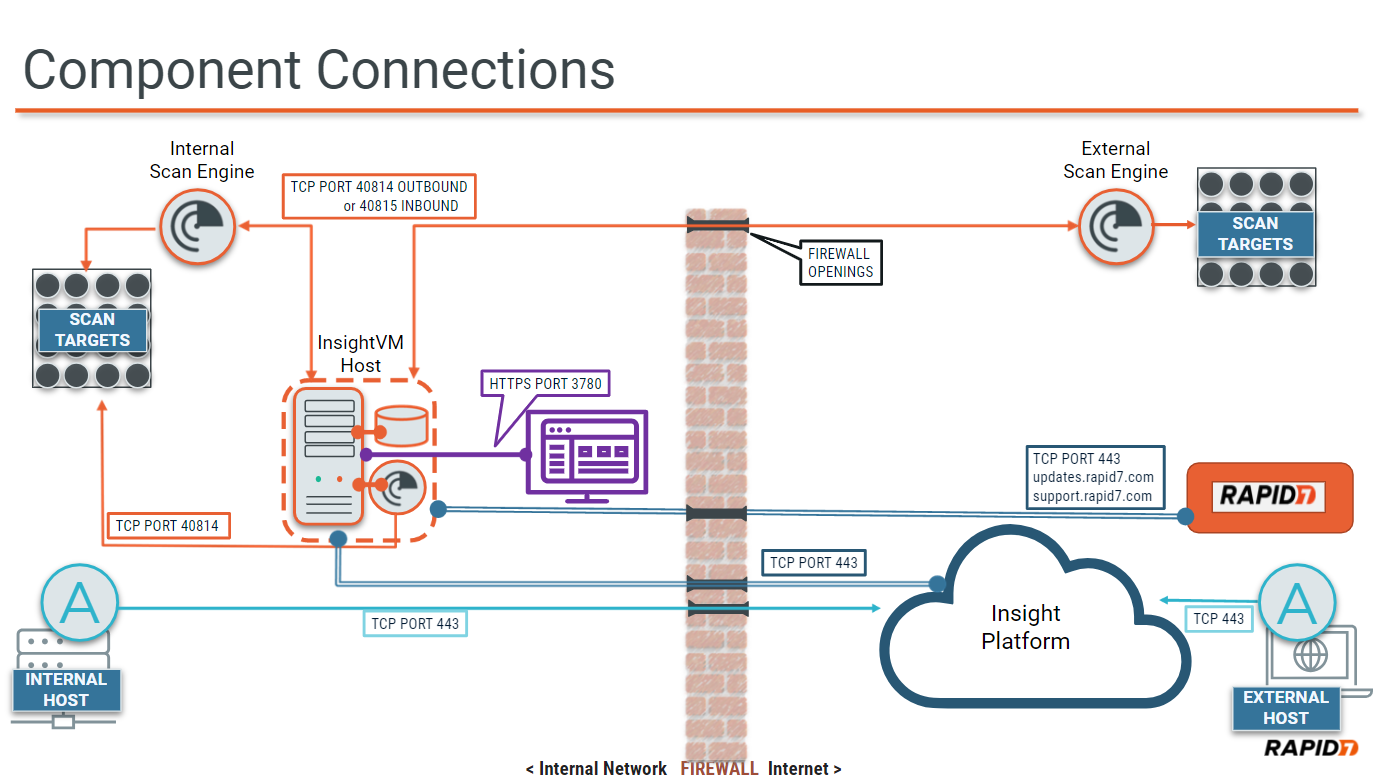 Component Connections
Internal
Scan Engine
TCP PORT 40814 OUTBOUND
or 40815 INBOUND
External
Scan Engine
SCAN
TARGETS
FIREWALL
OPENINGS
SCAN
TARGETS
InsightVM
Host
HTTPS PORT 3780
TCP PORT 443
updates.rapid7.com
support.rapid7.com
RAPID7
TCP PORT 40814
TCP PORT 443
A
TCP PORT 443
Insight
Platform
TCP 443
A
INTERNAL
HOST
EXTERNAL
HOST
RAPID7
< Internal Network FIREWALL Internet >